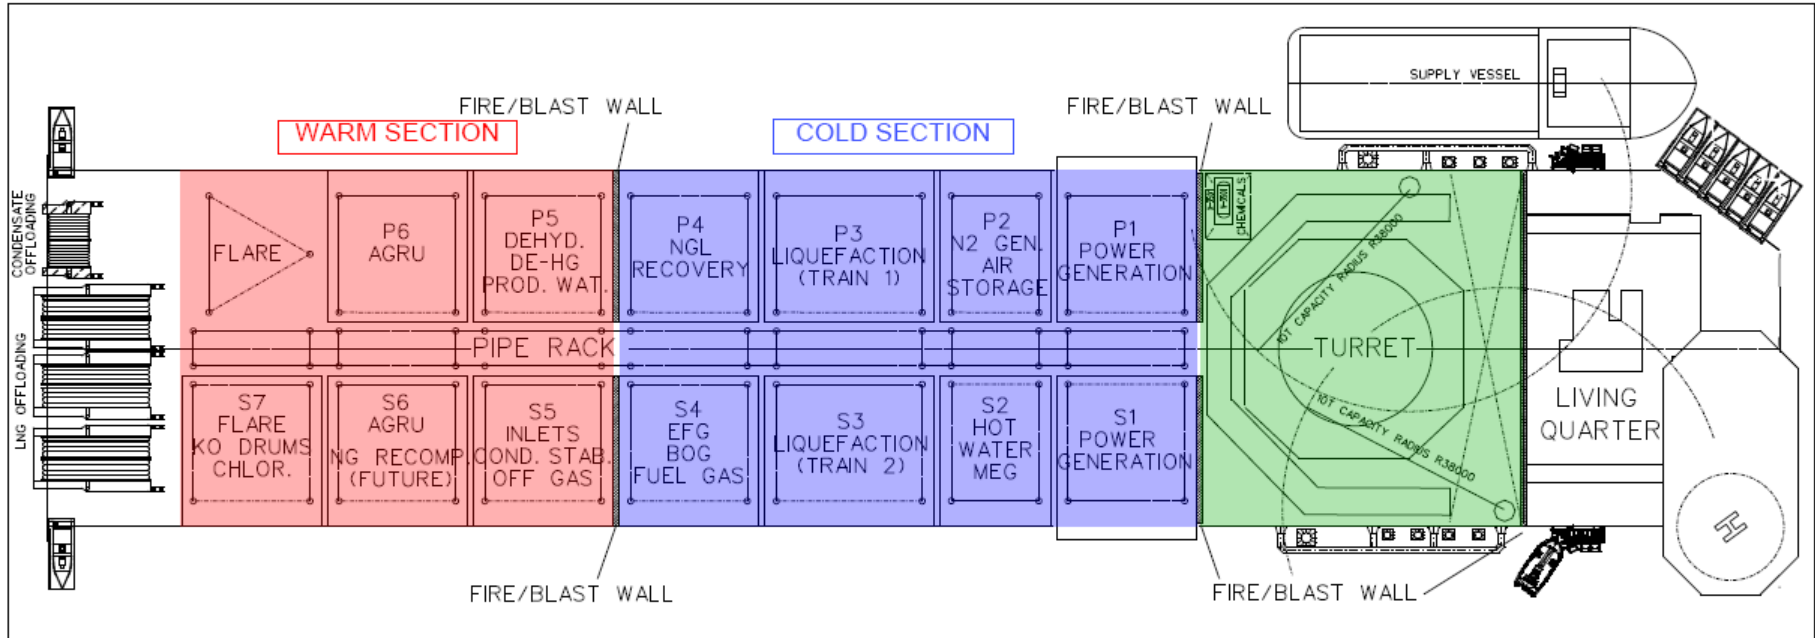 SUPPLY VESSEL
FIRE/BLAST WALL
FIRE/BLAST WALL
WARM SECTION
COLD SECTION
CONDENSATE
OFFLOADING
LNG OFFLOADING
FLARE
P6
AGRU
P5
DEHYD.
DE-HG
PROD. WAT.
P4
NGL
RECOVERY
P3
LIQUEFACTION
(TRAIN 1)
P2
N2 GEN.
AIR
STORAGE
P1
POWER
GENERATION
CHEMICALS
10T CAPACITY RADIUS R38000
PIPE RACK
TURRET
10T CAPACITY RADIUS R38000
LIVING
QUARTER
S7
FLARE
KO DRUMS
CHLOR.
S6
AGRU
NG RECOMP.
(FUTURE)
S5
INLETS
COND. STAB.
OFF GAS
S4
EFG
BOG
FUEL GAS
S3
LIQUEFACTION
(TRAIN 2)
S2
HOT
WATER
MEG
S1
POWER
GENERATION
H
FIRE/BLAST WALL
FIRE/BLAST WALL